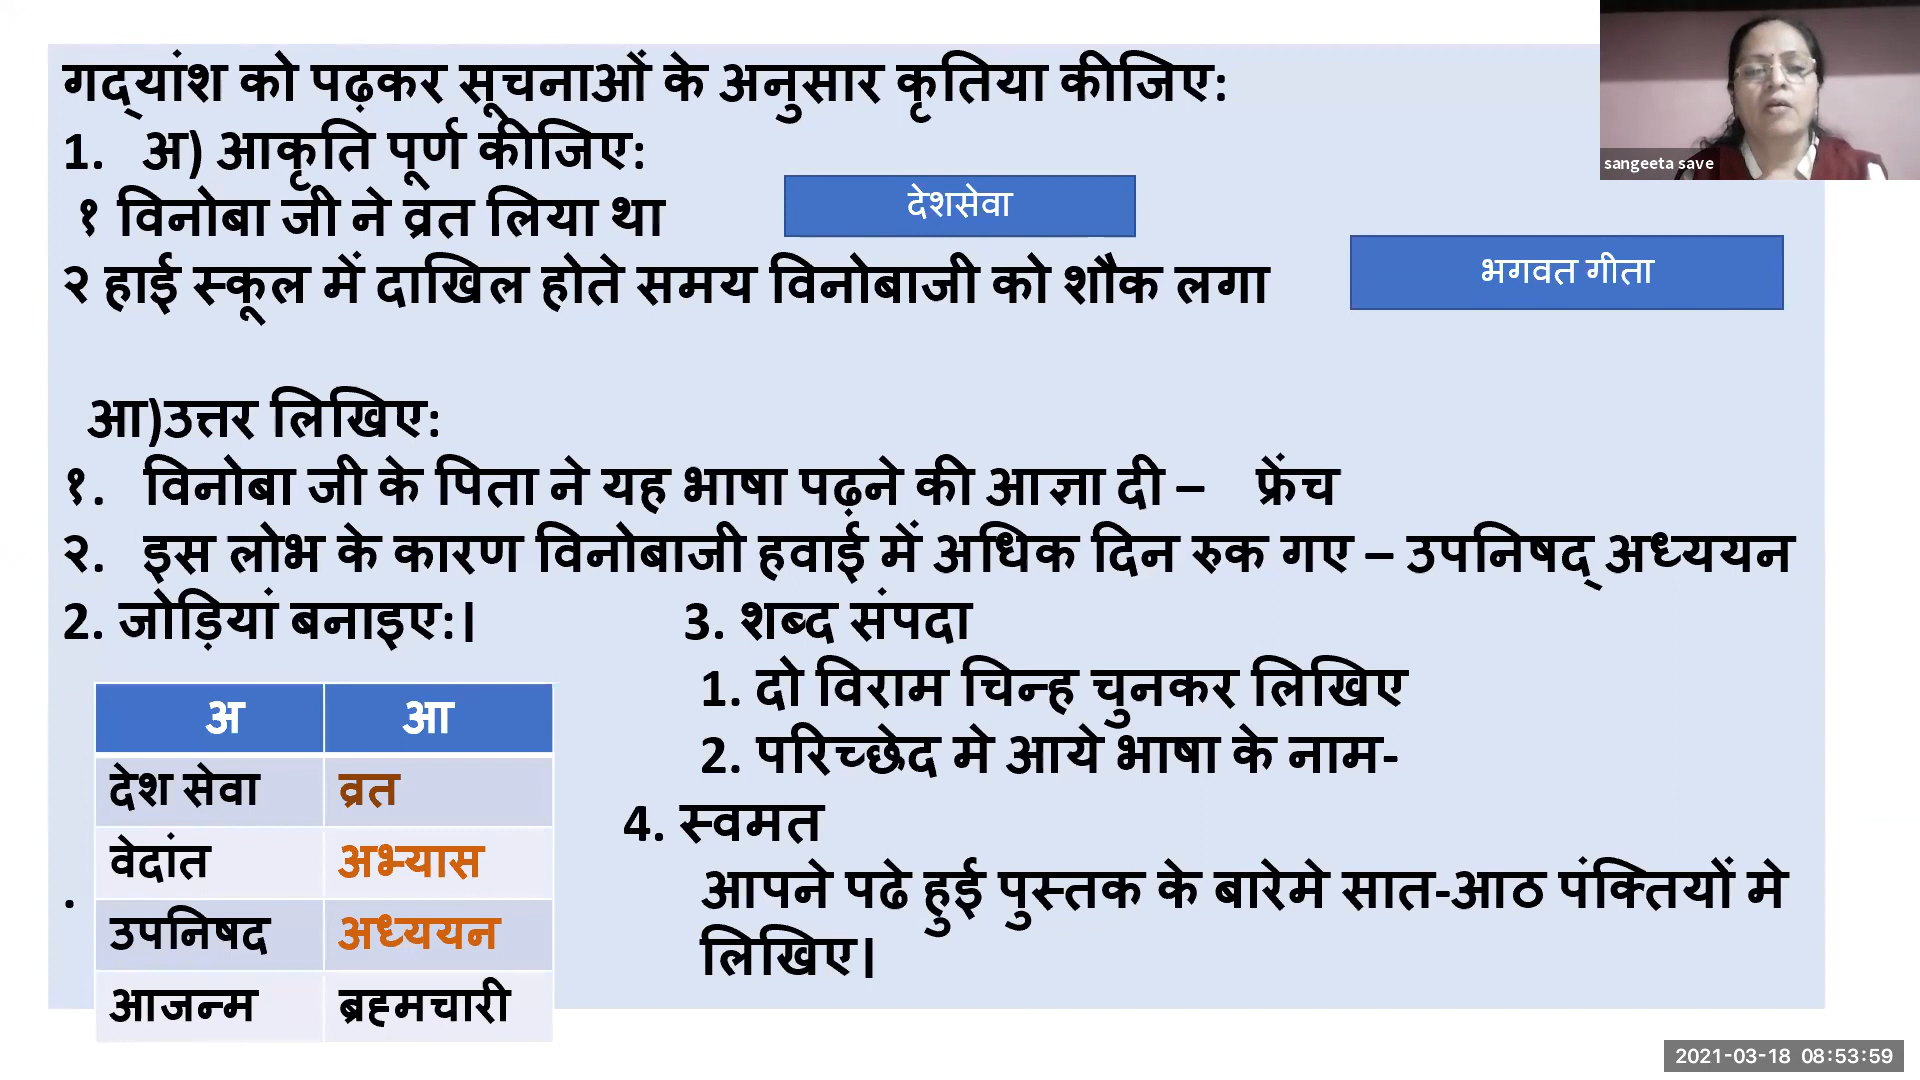 गद्यांश को पढ़कर सूचनाओं के अनुसार कृतिया कीजिए:
sangeeta save
1. अ) आकृति पूर्ण कीजिए:
१ विनोबा जी ने व्रत लिया था देशसेवा
२ हाई स्कूल में दाखिल होते समय विनोबाजी को शौक लगा भगवत गीता
आ)उत्तर लिखिए:
१. विनोबा जी के पिता ने यह भाषा पढ़ने की आज्ञा दी – फ्रेंच
२. इस लोभ के कारण विनोबाजी हवाई में अधिक दिन रुक गए – उपनिषद् अध्ययन
2. जोड़ियां बनाइए:।
अ आ
देश सेवा व्रत
वेदांत अभ्यास
उपनिषद अध्ययन
आजन्म ब्रह्मचारी
.
3. शब्द संपदा
1. दो विराम चिन्ह चुनकर लिखिए
2. परिच्छेद मे आये भाषा के नाम-
4. स्वमत
आपने पढे हुई पुस्तक के बारेमे सात-आठ पंक्तियों मे
लिखिए।
2021-03-18 08:53:59